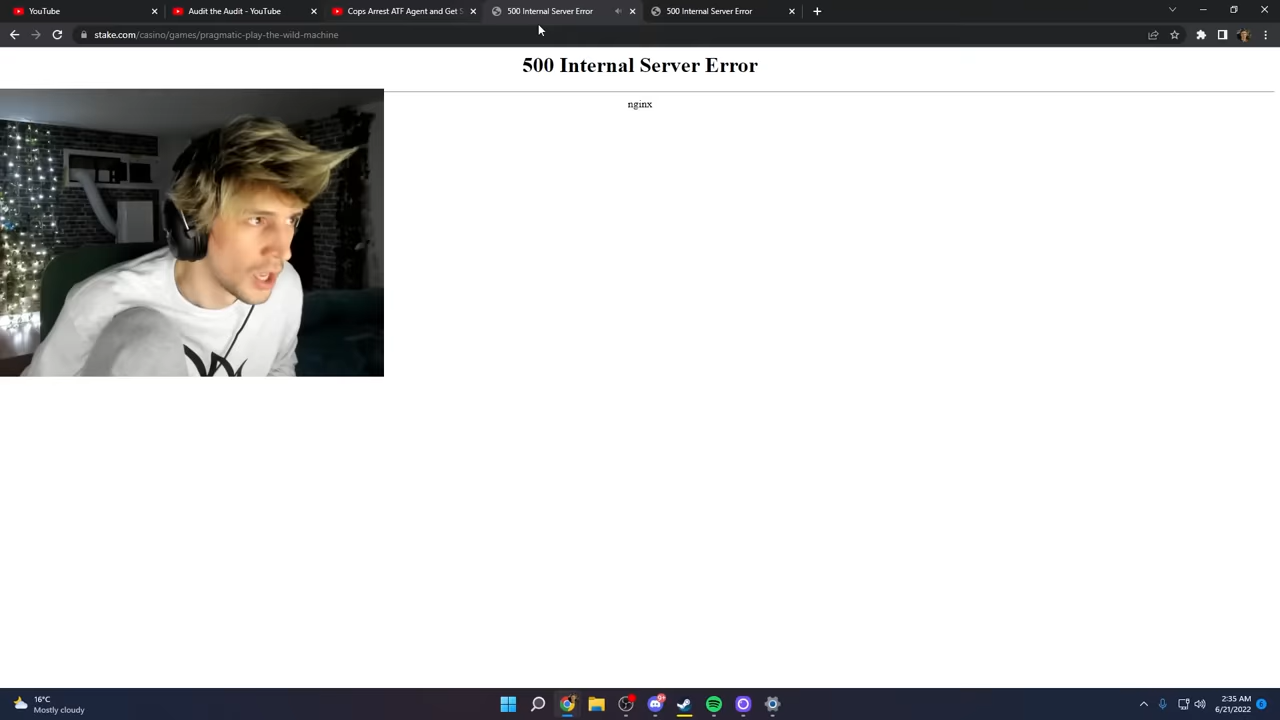 YouTube
Audit the Audit - YouTube
Cops Arrest ATF Agent and Get S
500 Internal Server Error
500 Internal Server Error
stake.com/casino/games/pragmatic-play-the-wild-machine
500 Internal Server Error
nginx
16°C
Mostly cloudy
9+
2:35 AM
6/21/2022
1